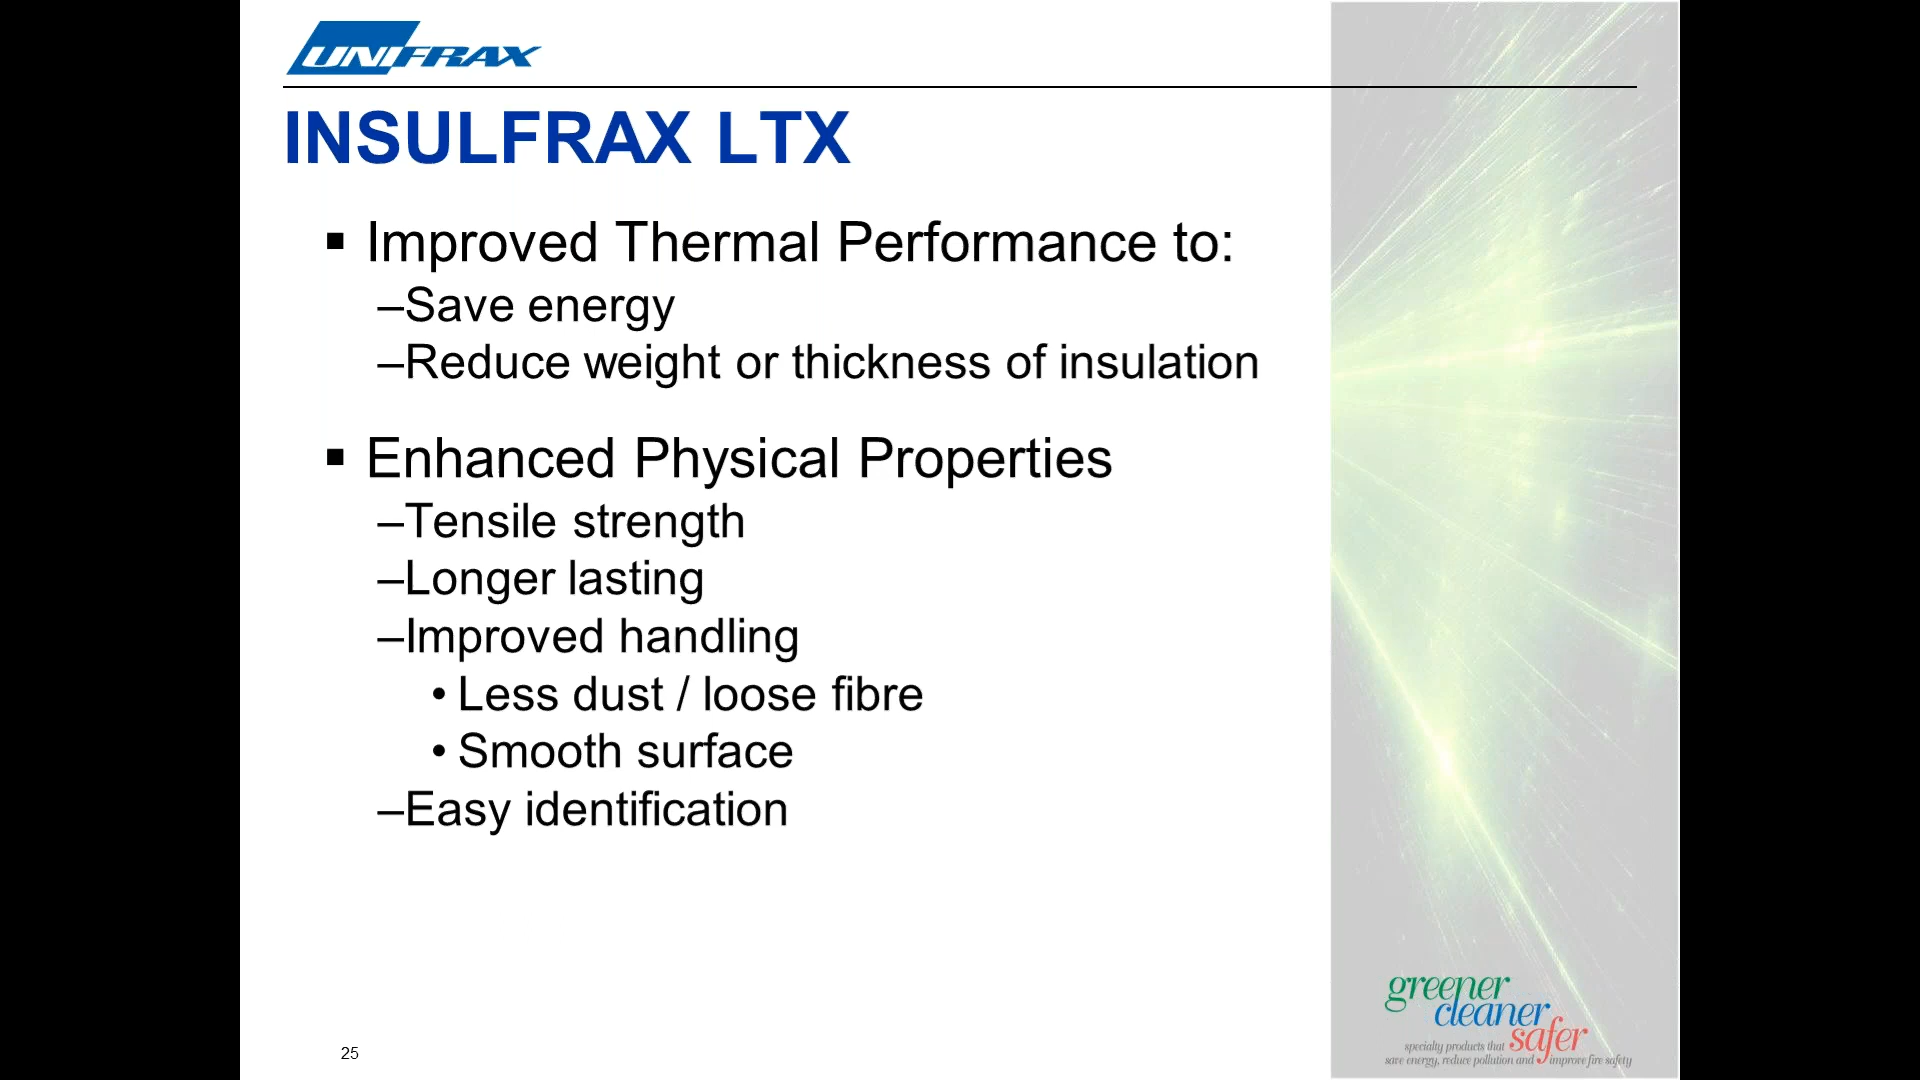 UNIFRAX
INSULFRAX LTX
▪ Improved Thermal Performance to:
–Save energy
–Reduce weight or thickness of insulation
▪ Enhanced Physical Properties
–Tensile strength
–Longer lasting
–Improved handling
• Less dust / loose fibre
• Smooth surface
–Easy identification
greener
cleaner
safer
specialty products that
save energy, reduce pollution and improve fire safety
25